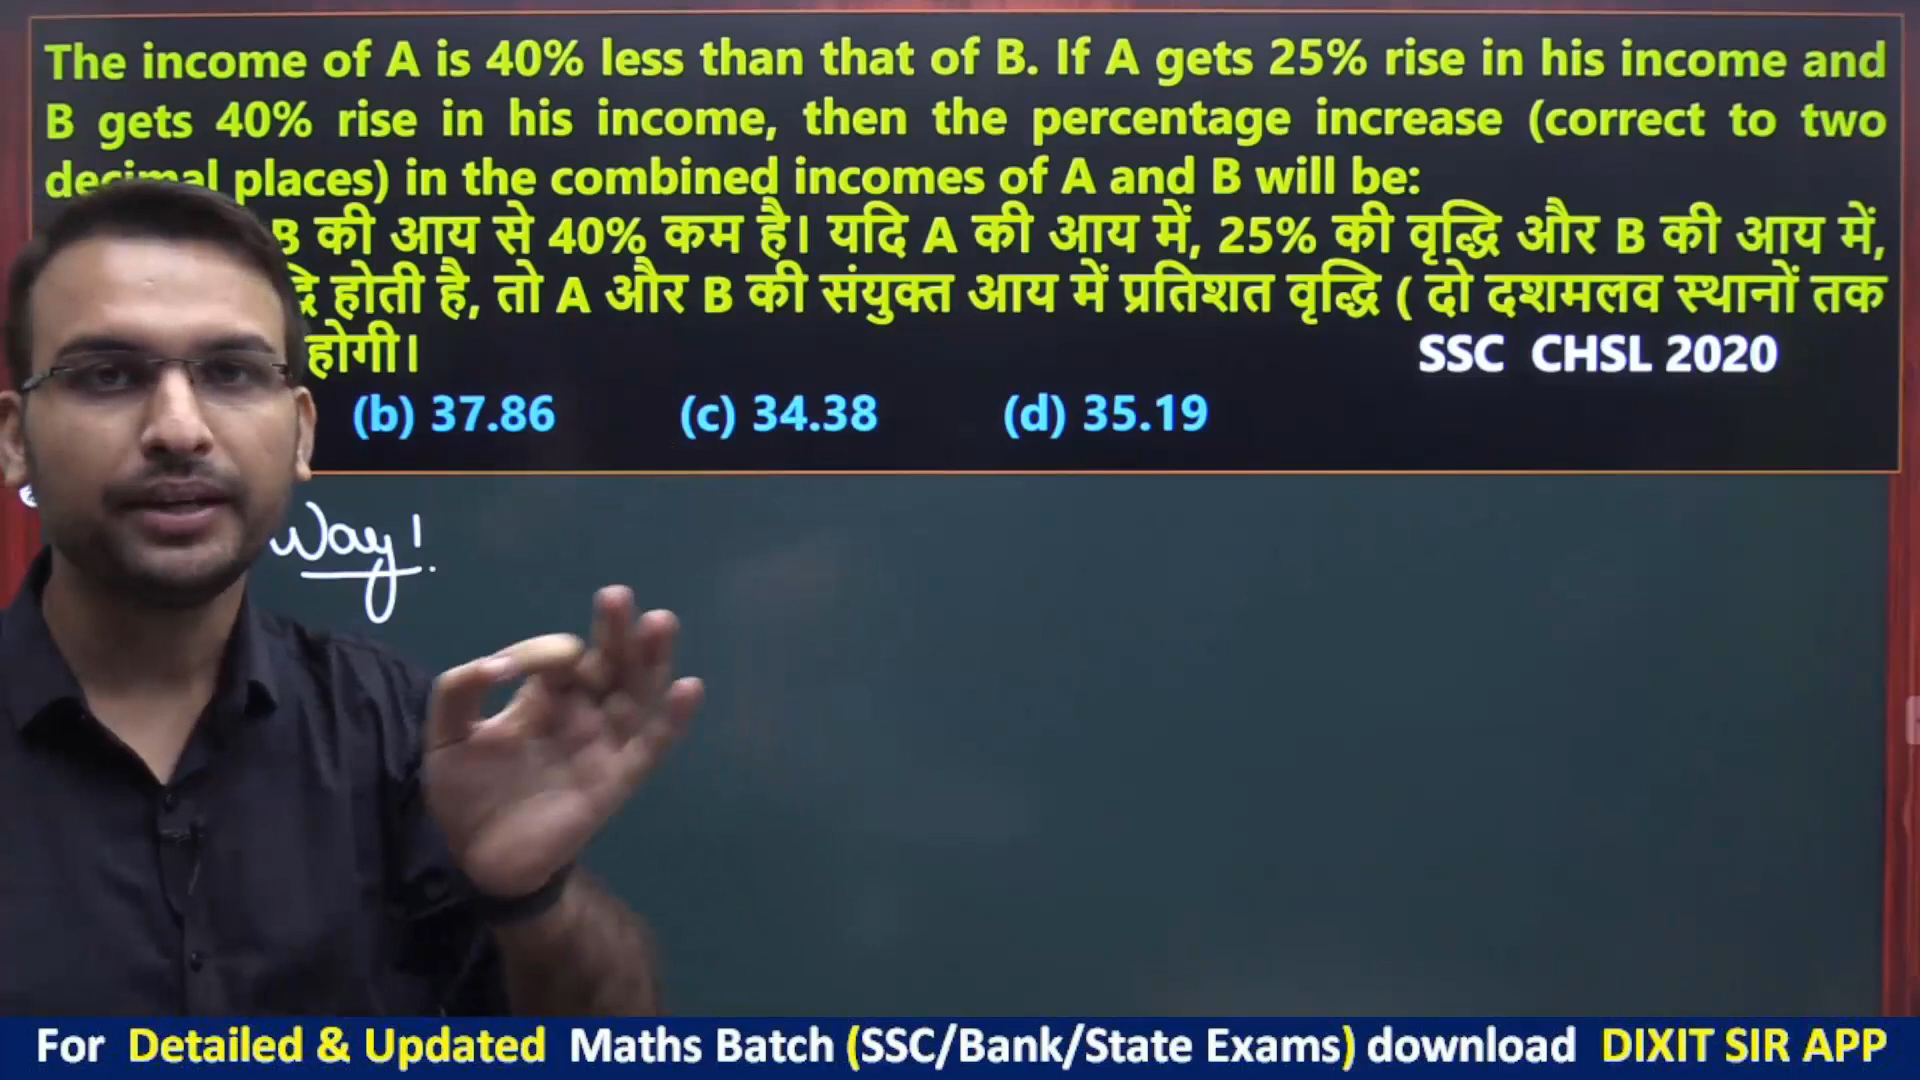 The income of A is 40% less than that of B. If A gets 25% rise in his income and
B gets 40% rise in his income, then the percentage increase (correct to two
decimal places) in the combined incomes of A and B will be:
B की आय से 40% कम है। यदि A की आय में, 25% की वृद्धि और B की आय में,
होती है, तो A और B की संयुक्त आय में प्रतिशत वृद्धि ( दो दशमलव स्थानों तक
होगी।
SSC CHSL 2020
(b) 37.86 (c) 34.38 (d) 35.19
Way!
For Detailed & Updated Maths Batch (SSC/Bank/State Exams) download DIXIT SIR APP